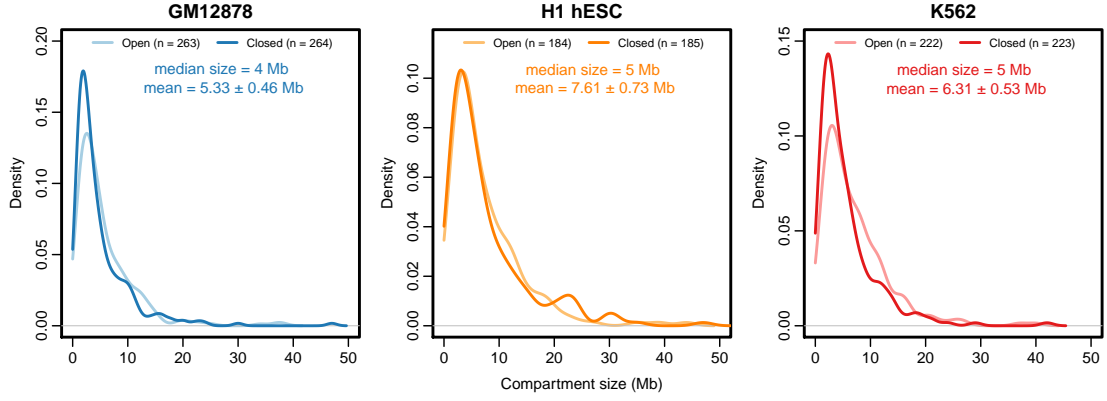 GM12878
Open (n = 263) Closed (n = 264)
median size = 4 Mb
mean = 5.33 ± 0.46 Mb
Density
0.00 0.05 0.10 0.15 0.20
0 10 20 30 40 50
H1 hESC
Open (n = 184) Closed (n = 185)
median size = 5 Mb
mean = 7.61 ± 0.73 Mb
Density
0.00 0.02 0.04 0.06 0.08 0.10
0 10 20 30 40 50
Compartment size (Mb)
K562
Open (n = 222) Closed (n = 223)
median size = 5 Mb
mean = 6.31 ± 0.53 Mb
Density
0.00 0.05 0.10 0.15
0 10 20 30 40 50